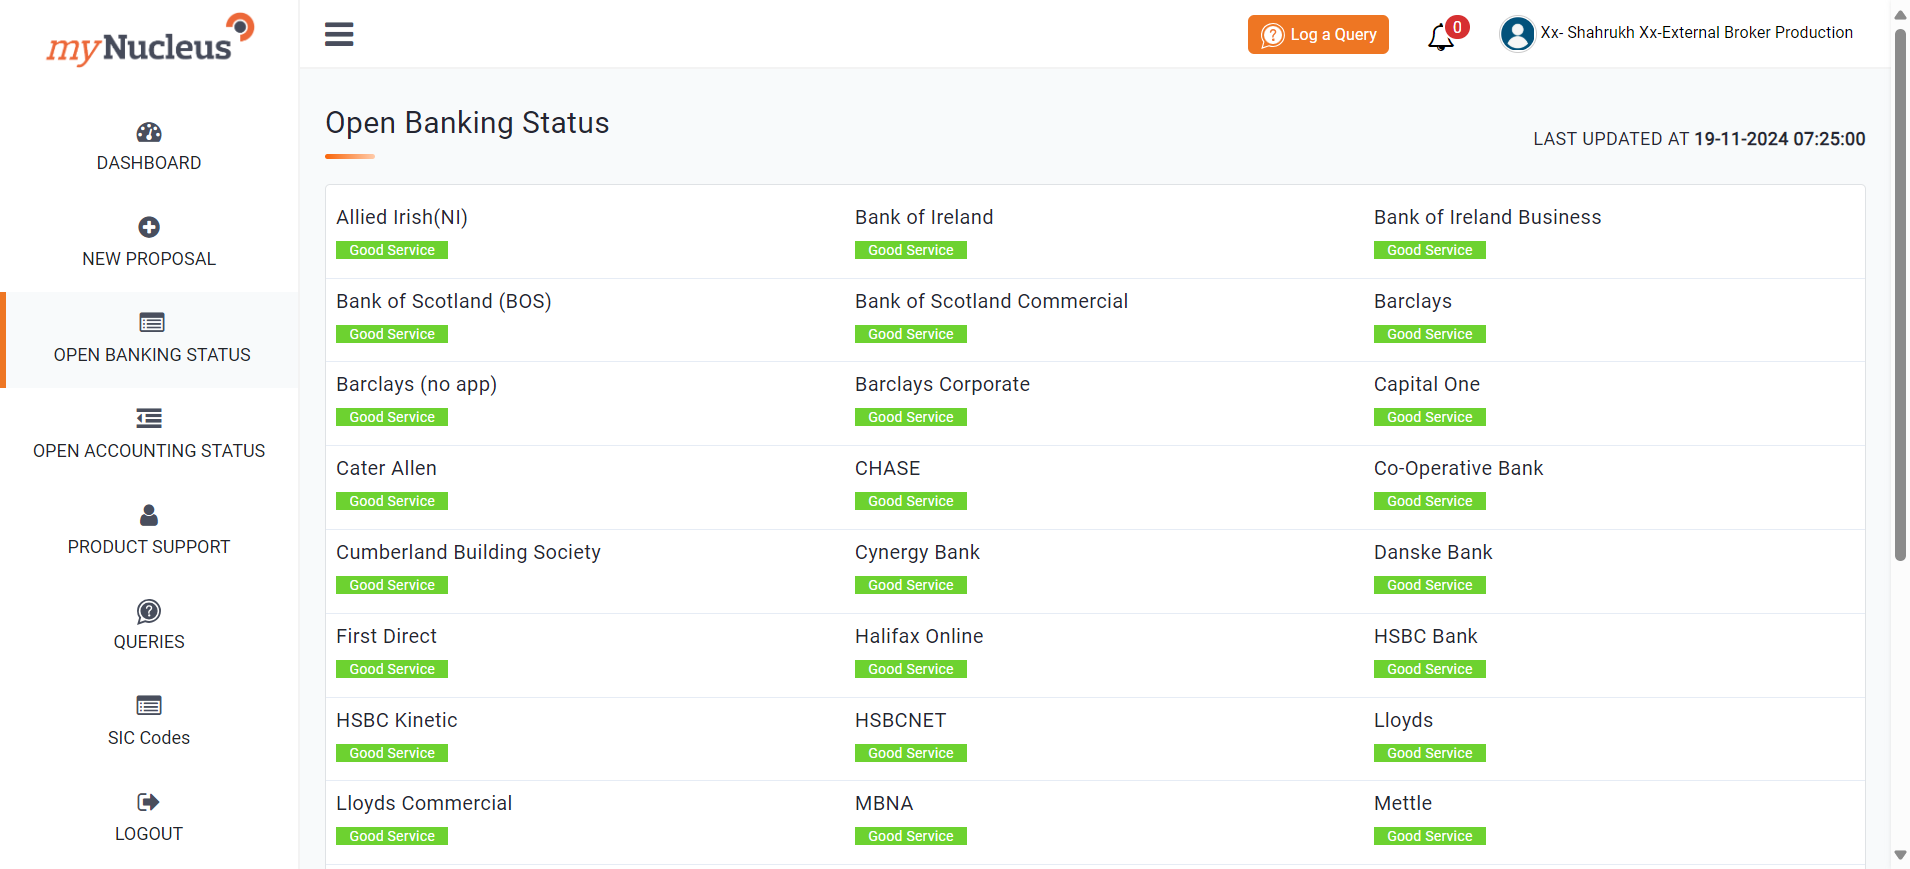 myNucleus
Log a Query
0
Xx- Shahrukh Xx-External Broker Production
DASHBOARD
NEW PROPOSAL
OPEN BANKING STATUS
OPEN ACCOUNTING STATUS
PRODUCT SUPPORT
QUERIES
SIC Codes
LOGOUT
Open Banking Status
LAST UPDATED AT 19-11-2024 07:25:00
Allied Irish(NI) Bank of Ireland Bank of Ireland Business
Good Service Good Service Good Service
Bank of Scotland (BOS) Bank of Scotland Commercial Barclays
Good Service Good Service Good Service
Barclays (no app) Barclays Corporate Capital One
Good Service Good Service Good Service
Cater Allen CHASE Co-Operative Bank
Good Service Good Service Good Service
Cumberland Building Society Cynergy Bank Danske Bank
Good Service Good Service Good Service
First Direct Halifax Online HSBC Bank
Good Service Good Service Good Service
HSBC Kinetic HSBCNET Lloyds
Good Service Good Service Good Service
Lloyds Commercial MBNA Mettle
Good Service Good Service Good Service